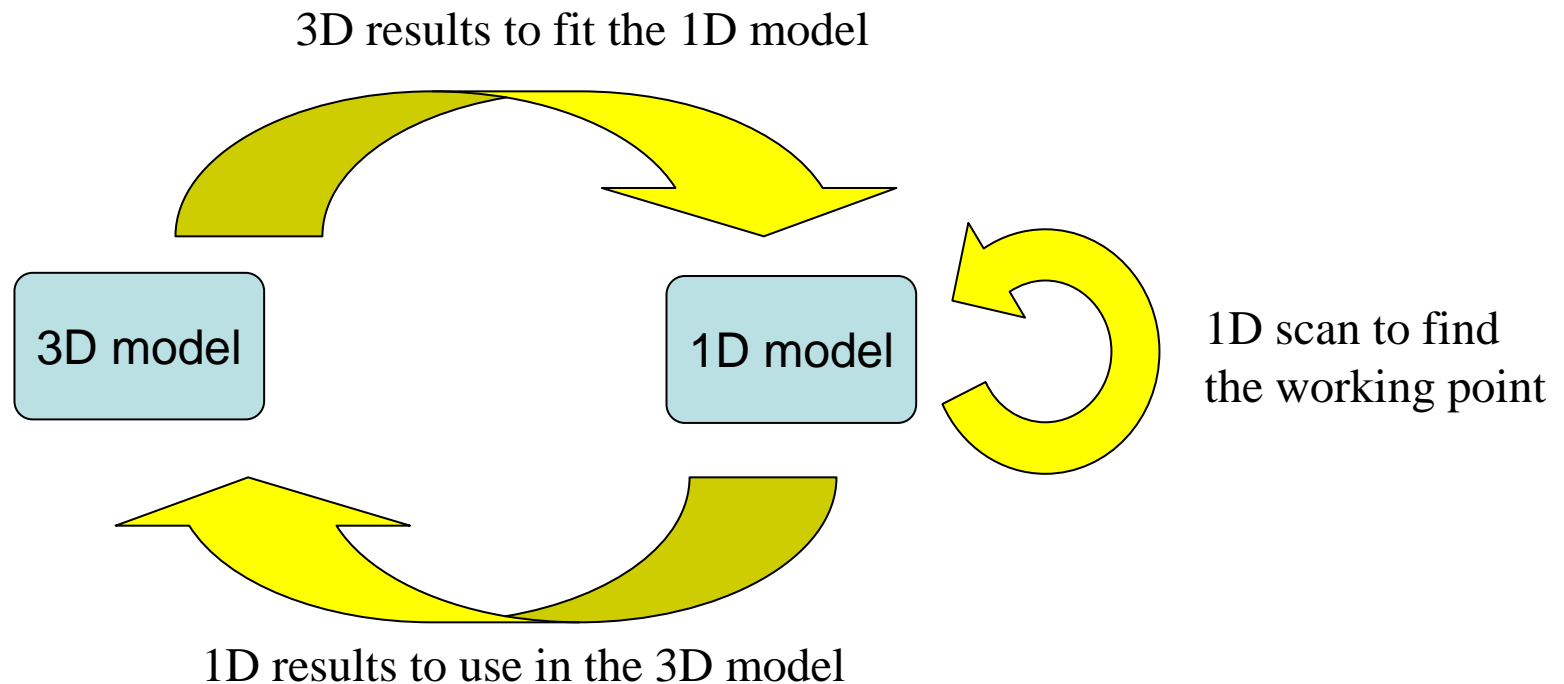 3D results to fit the 1D model
3D model
1D model
1D scan to find
the working point
1D results to use in the 3D model